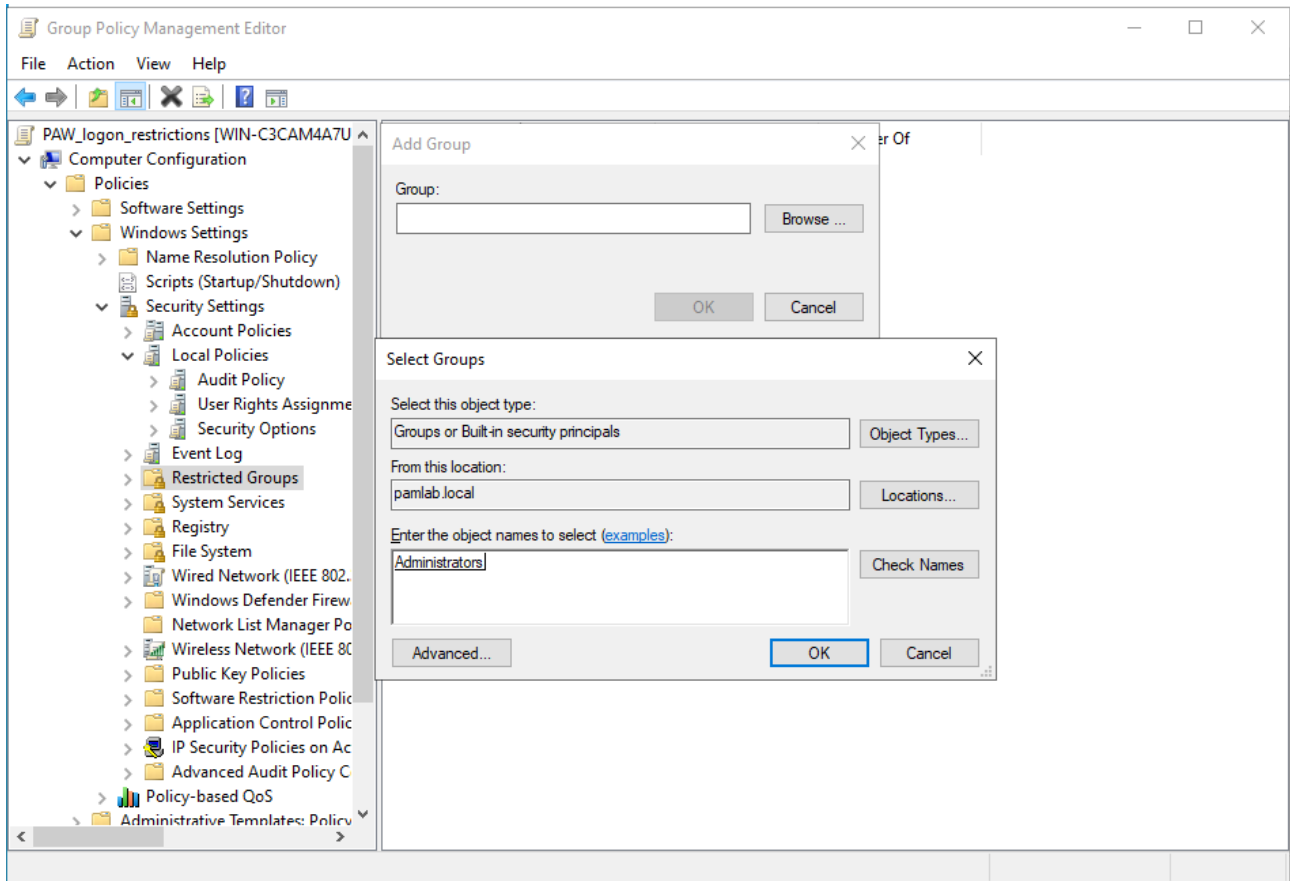 Group Policy Management Editor
File Action View Help
PAW_logon_restrictions [WIN-C3CAM4A7U
Computer Configuration
Policies
Software Settings
Windows Settings
Name Resolution Policy
Scripts (Startup/Shutdown)
Security Settings
Account Policies
Local Policies
Audit Policy
User Rights Assignme
Security Options
Event Log
Restricted Groups
System Services
Registry
File System
Wired Network (IEEE 802.
Windows Defender Firew
Network List Manager Po
Wireless Network (IEEE 80
Public Key Policies
Software Restriction Polic
Application Control Polic
IP Security Policies on Ac
Advanced Audit Policy C
Policy-based QoS
Administrative Templates: Policy
er Of
Add Group
Group:
Browse ...
OK Cancel
Select Groups
Select this object type:
Groups or Built-in security principals Object Types...
From this location:
pamlab.local Locations...
Enter the object names to select (examples):
Administrators Check Names
Advanced... OK Cancel